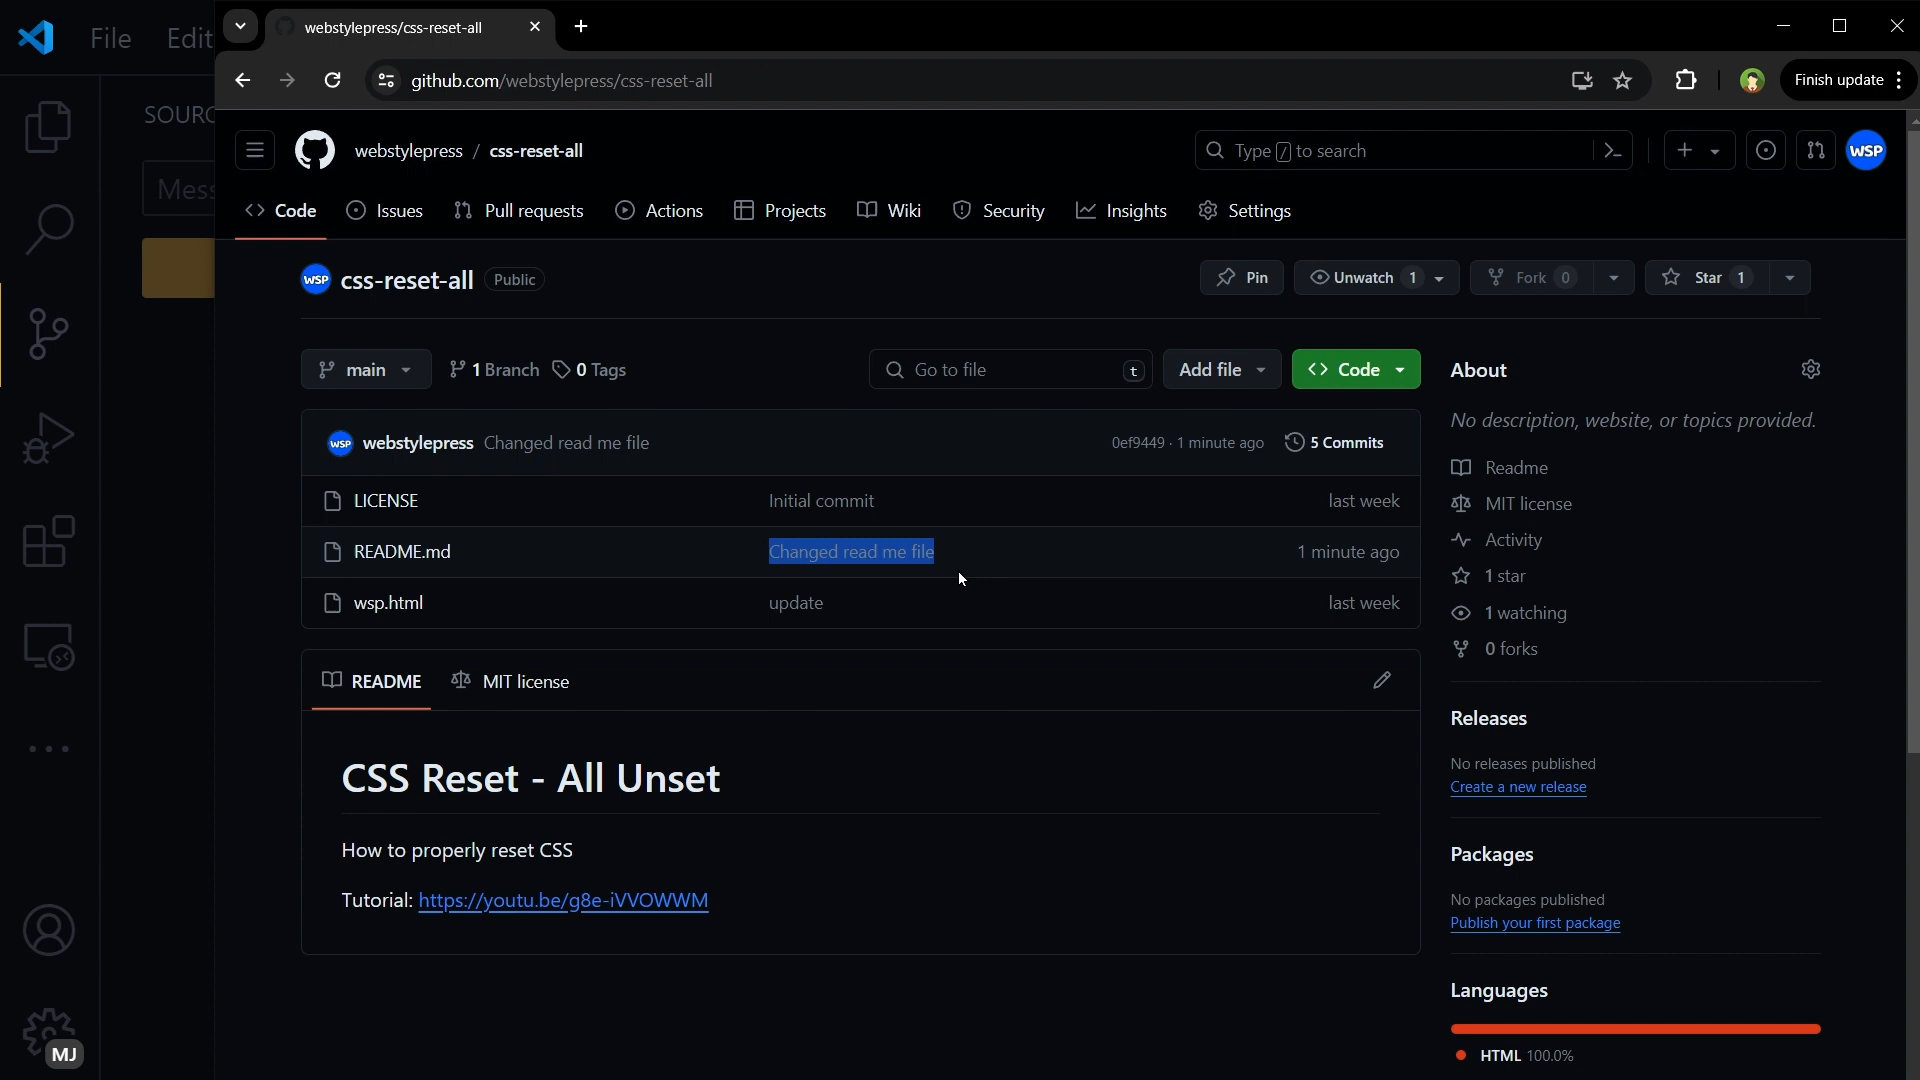 File Edit
webstylepress/css-reset-all
github.com/webstylepress/css-reset-all
Finish update
SOURC
Mess
webstylepress / css-reset-all
Type / to search
WSP
Code Issues Pull requests Actions Projects Wiki Security Insights Settings
WSP css-reset-all Public
Pin Unwatch 1 Fork 0 Star 1
main 1 Branch 0 Tags
Go to file t Add file Code
About
No description, website, or topics provided.
WSP webstylepress Changed read me file 0ef9449 · 1 minute ago 5 Commits
LICENSE Initial commit last week
README.md Changed read me file 1 minute ago
wsp.html update last week
Readme
MIT license
Activity
1 star
1 watching
0 forks
README MIT license
CSS Reset - All Unset
How to properly reset CSS
Tutorial: https://youtu.be/g8e-iVVOWWM
Releases
No releases published
Create a new release
Packages
No packages published
Publish your first package
Languages
HTML 100.0%
MJ